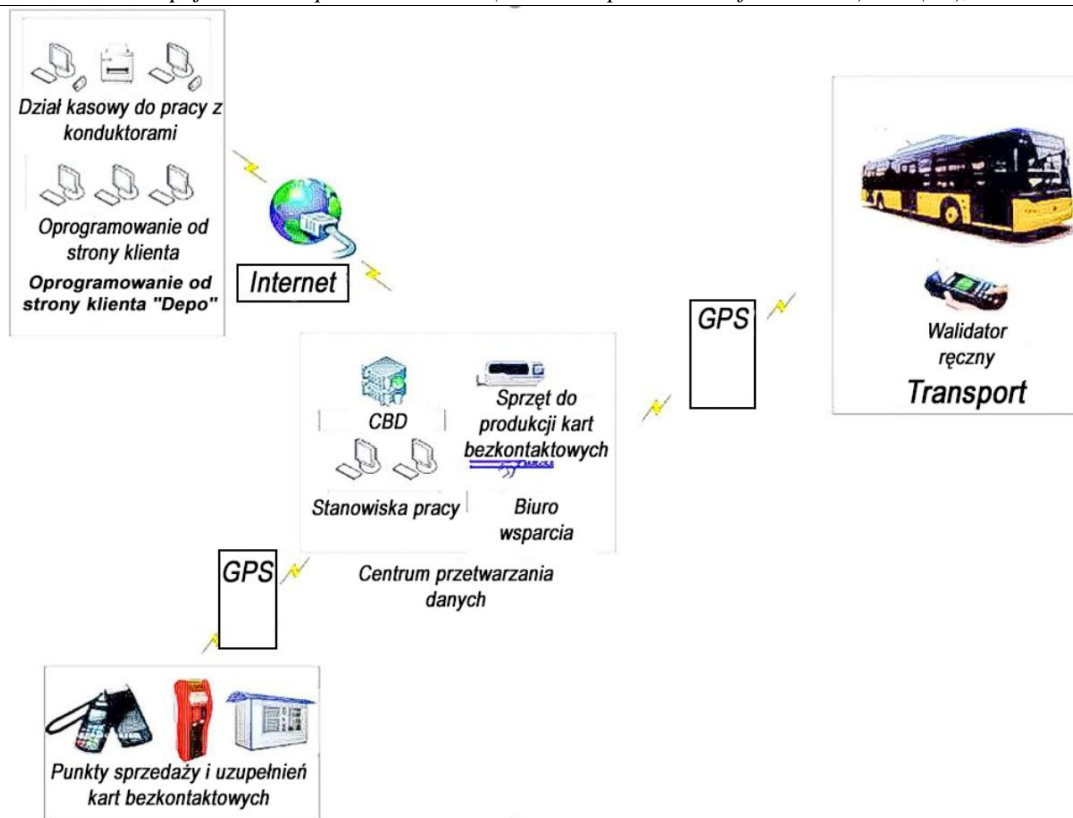 Dział kasowy do pracy z
konduktorami
Oprogramowanie od
strony klienta
Oprogramowanie od
strony klienta "Depo"
Internet
GPS
Walidator
ręczny
Transport
CBD
Sprzęt do
produkcji kart
bezkontaktowych
Stanowiska pracy
Biuro
wsparcia
Centrum przetwarzania
danych
GPS
Punkty sprzedaży i uzupełnień
kart bezkontaktowych